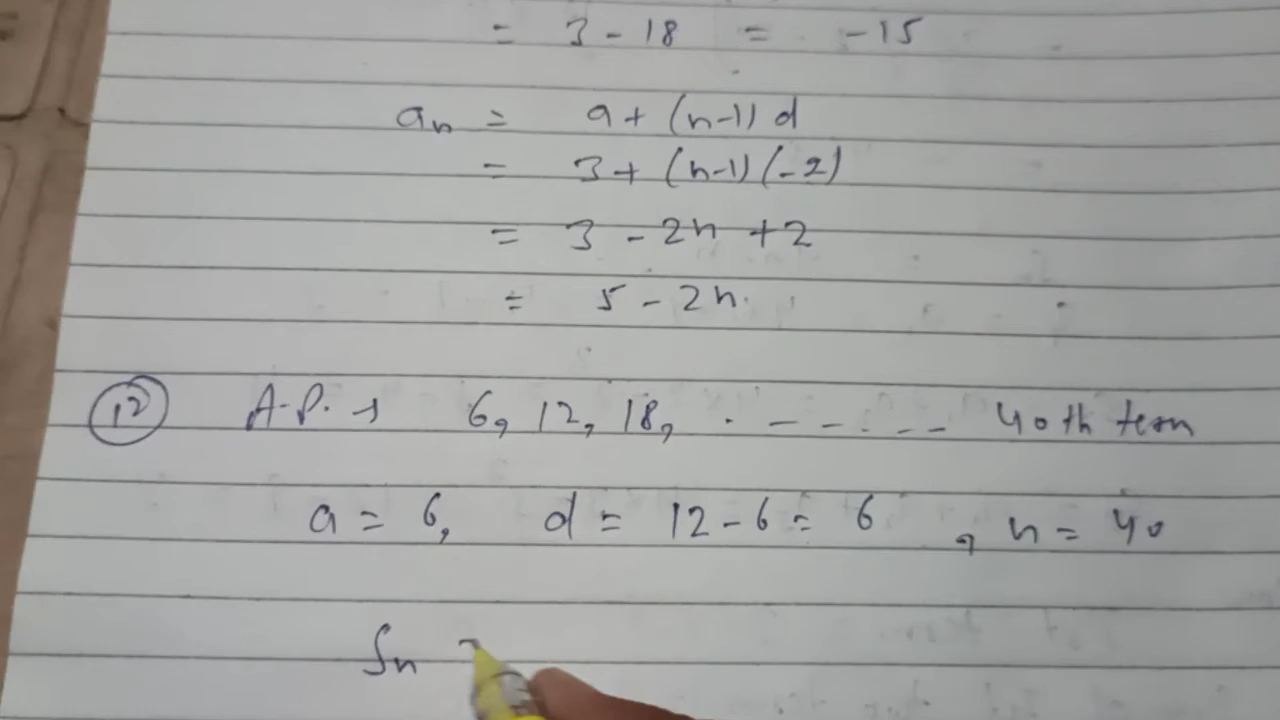 = 3 - 18 = -15
an = a + (n-1) d
= 3 + (n-1) (-2)
= 3 - 2n + 2
= 5 - 2n.
12 A.P. → 6, 12, 18, . - - . - - 40th term
a = 6, d = 12 - 6 = 6 , n = 40
Sn =